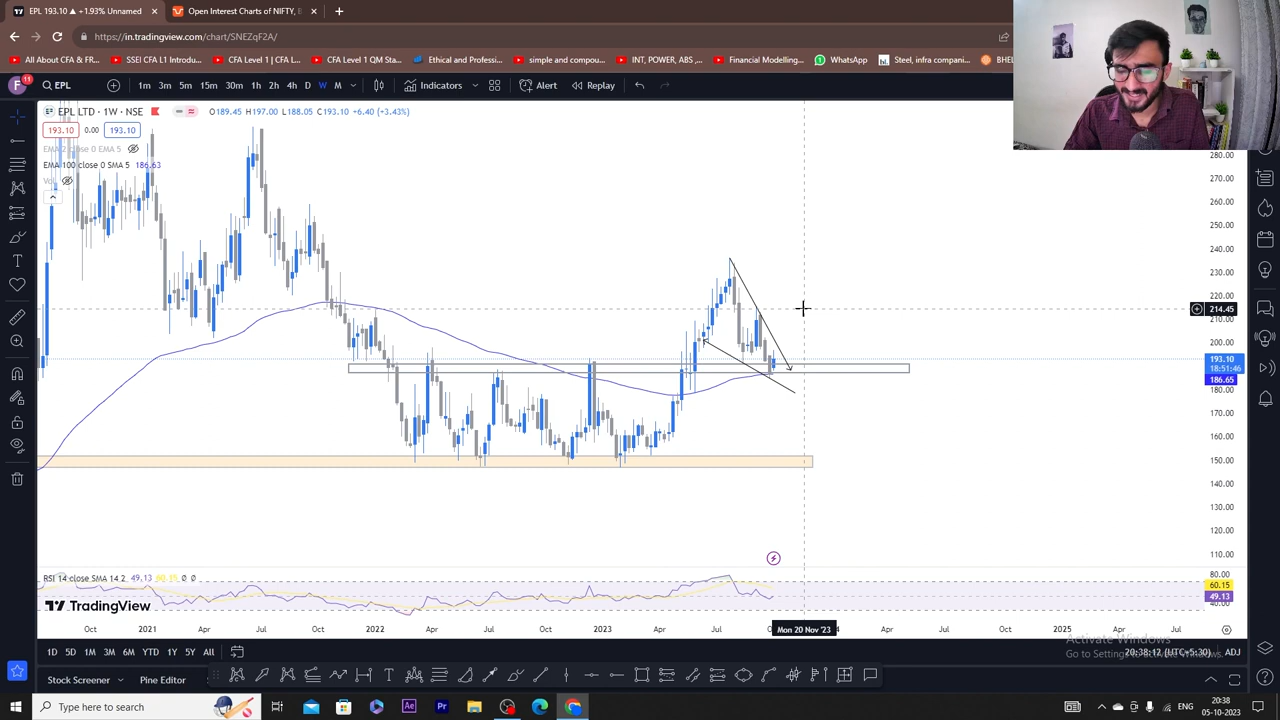 EPL 193.10 ▲ +1.93% Unnamed
Open Interest Charts of NIFTY, E
https://in.tradingview.com/chart/SNEZqF2A/
All About CFA & FR...
SSEI CFA L1 Introdu...
CFA Level 1 | CFA L...
CFA Level 1 QM Sta...
Ethical and Professi...
simple and compou...
INT, POWER, ABS ,...
Financial Modelling...
WhatsApp
Steel, infra compani...
BHEL
F 11
EPL
1m 3m 5m 15m 30m 1h 2h 4h D W M
Indicators
Alert
Replay
EPL LTD · 1W · NSE
O189.45 H197.00 L188.05 C193.10 +6.40 (+3.43%)
193.10 0.00 193.10
EMA 100 close 0 SMA 5 186.63
280.00
270.00
260.00
250.00
240.00
230.00
220.00
214.45
210.00
200.00
193.10
18:51:46
186.65
180.00
170.00
160.00
150.00
140.00
130.00
120.00
110.00
RSI 14 close SMA 14 2 49.13 60.15 Ø Ø
80.00
60.15
49.13
40.00
TradingView
Oct 2021 Apr Jul Oct 2022 Apr Jul Oct 2023 Apr Jul
Mon 20 Nov '23
Apr Jul Oct 2025 Apr Jul
Activate Windows
Go to Settings
1D 5D 1M 3M 6M YTD 1Y 5Y All
20:38:12 (UTC+5:30)
ADJ
Stock Screener
Pine Editor
Type here to search
Ae
Pr
20:38
05-10-2023